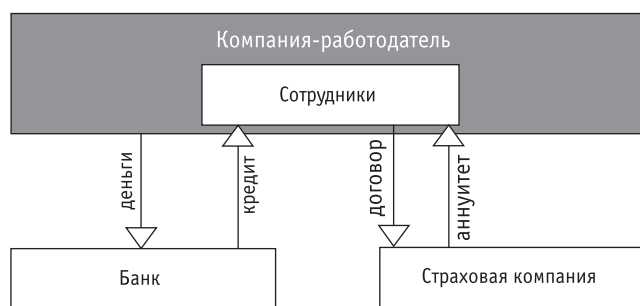 Компания-работодатель
Сотрудники
деньги
кредит
договор
аннуитет
Банк
Страховая компания